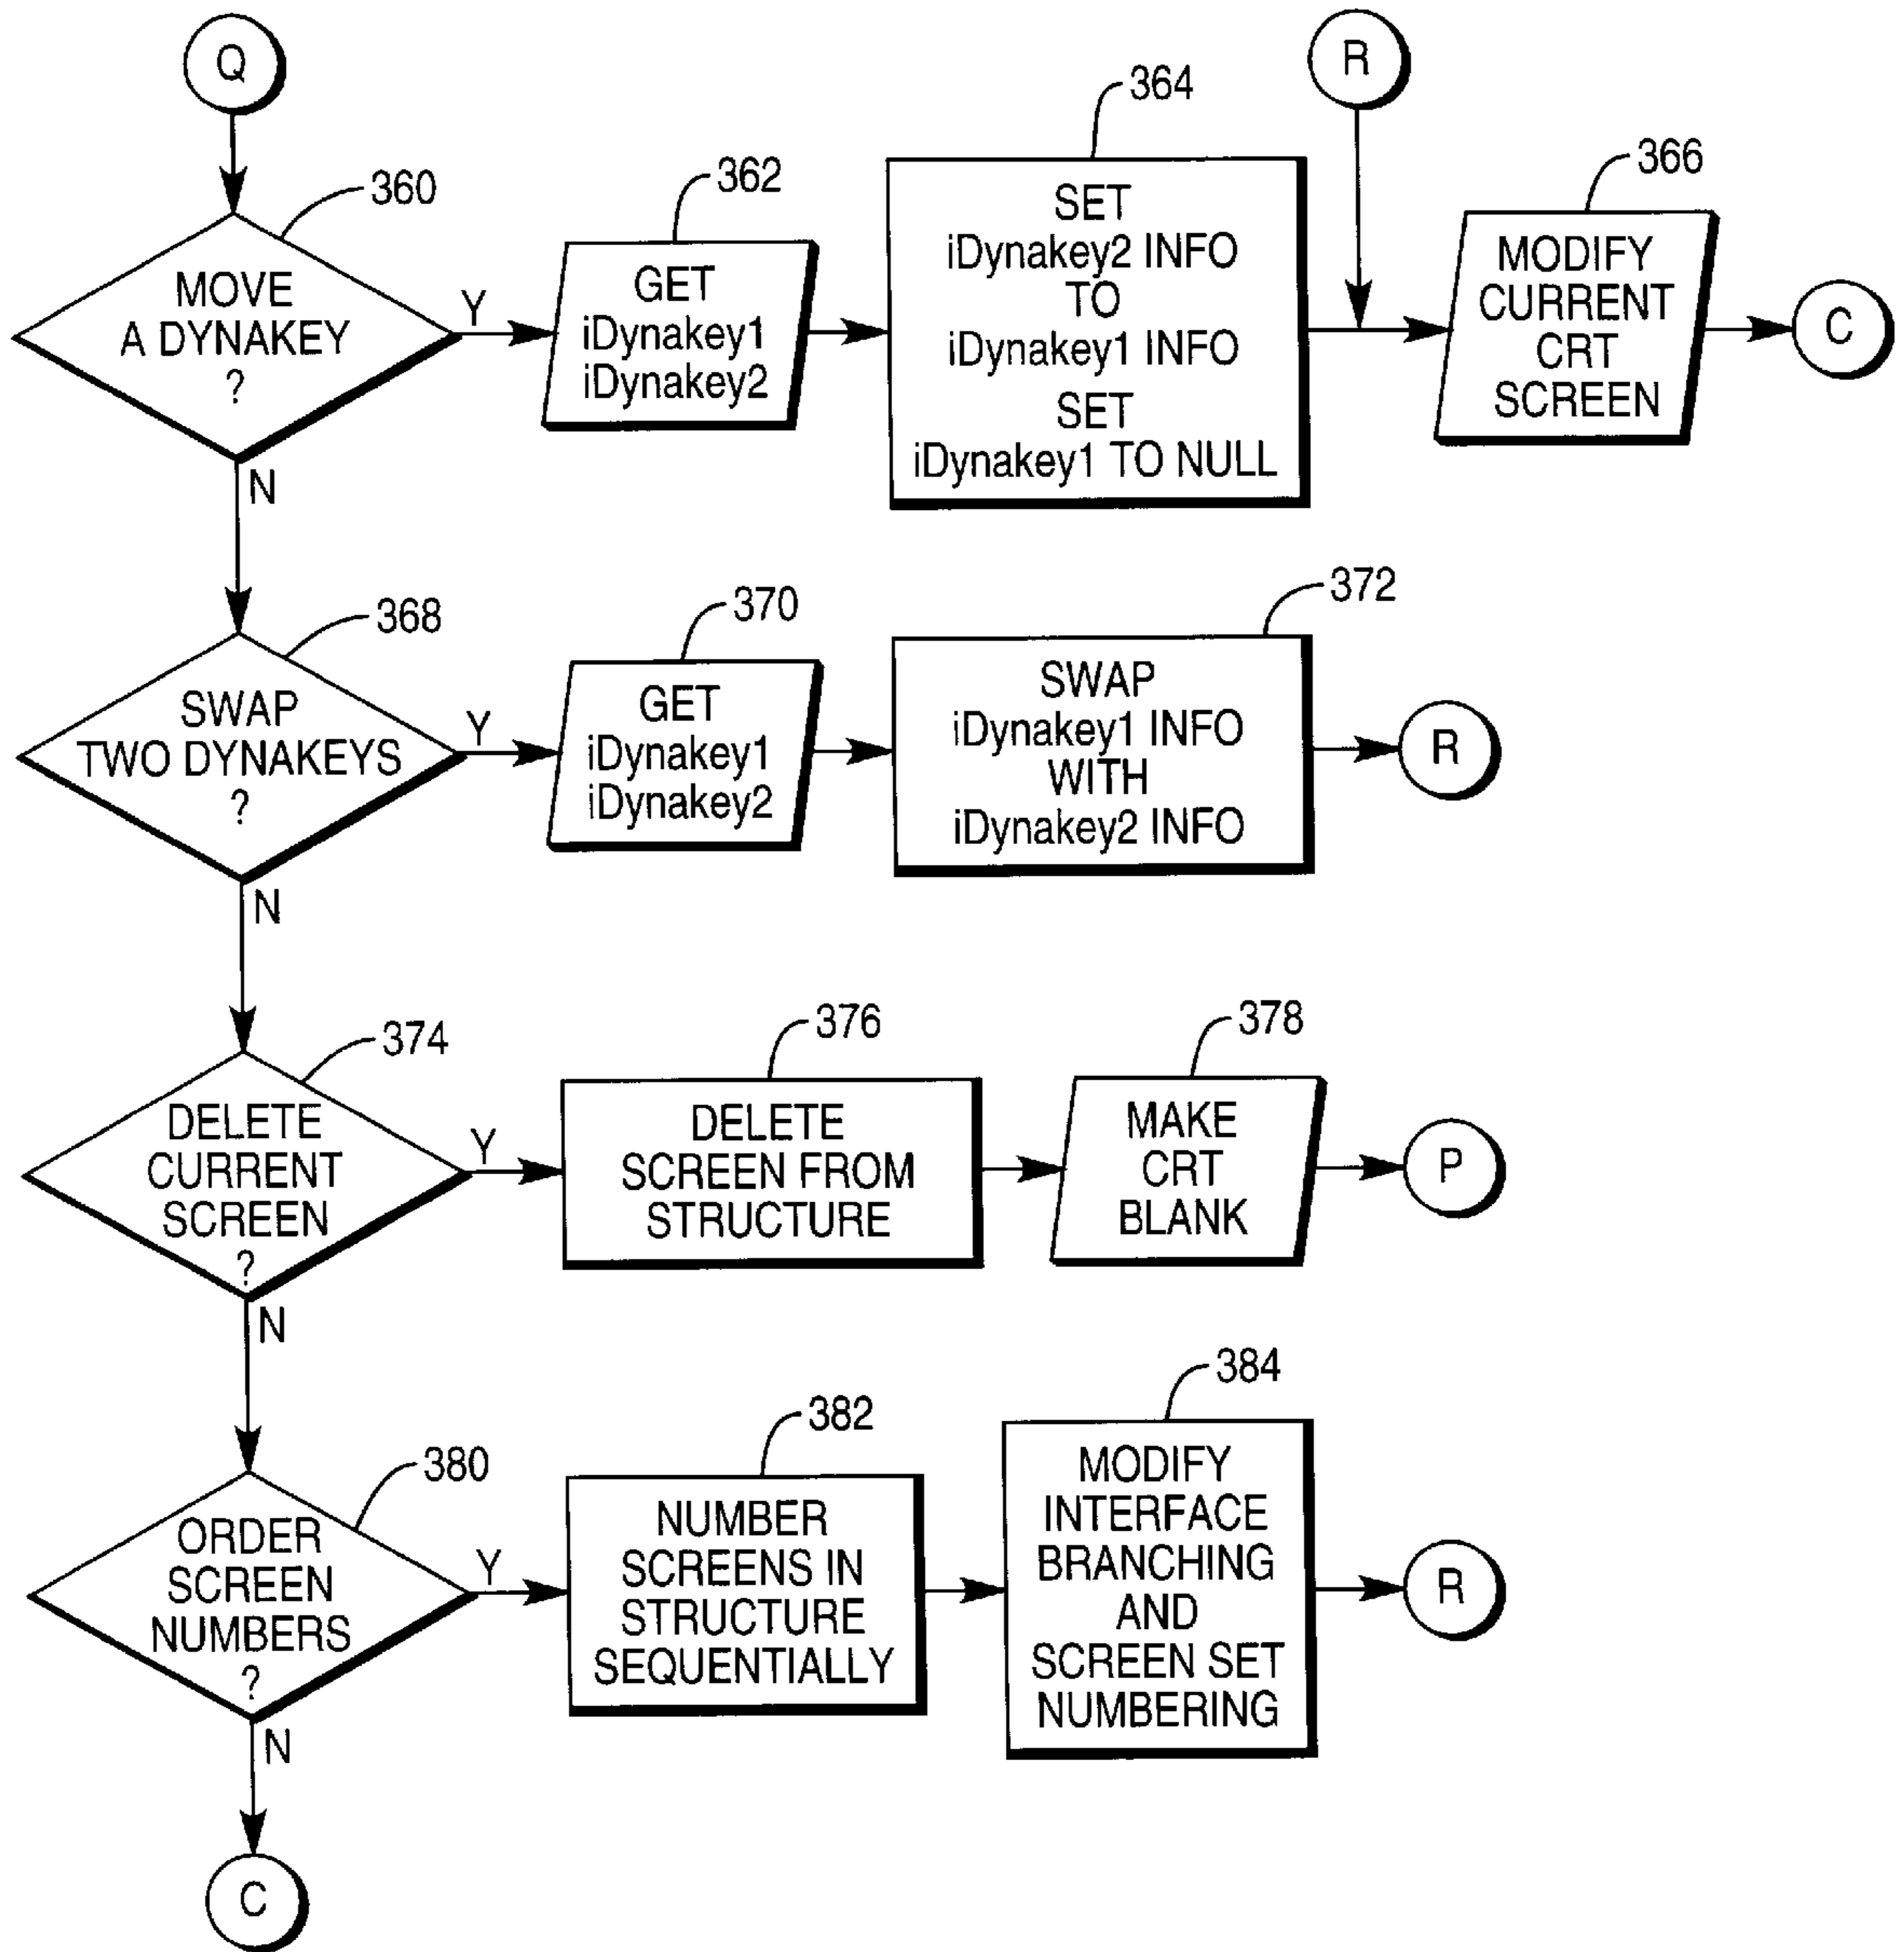 Q
R
360
362
364
366
MOVE
A DYNAKEY
?
Y
N
GET
iDynakey1
iDynakey2
SET
iDynakey2 INFO
TO
iDynakey1 INFO
SET
iDynakey1 TO NULL
MODIFY
CURRENT
CRT
SCREEN
C
368
370
372
SWAP
TWO DYNAKEYS
?
Y
N
GET
iDynakey1
iDynakey2
SWAP
iDynakey1 INFO
WITH
iDynakey2 INFO
R
374
376
378
DELETE
CURRENT
SCREEN
?
Y
N
DELETE
SCREEN FROM
STRUCTURE
MAKE
CRT
BLANK
P
380
382
384
ORDER
SCREEN
NUMBERS
?
Y
N
NUMBER
SCREENS IN
STRUCTURE
SEQUENTIALLY
MODIFY
INTERFACE
BRANCHING
AND
SCREEN SET
NUMBERING
R
C